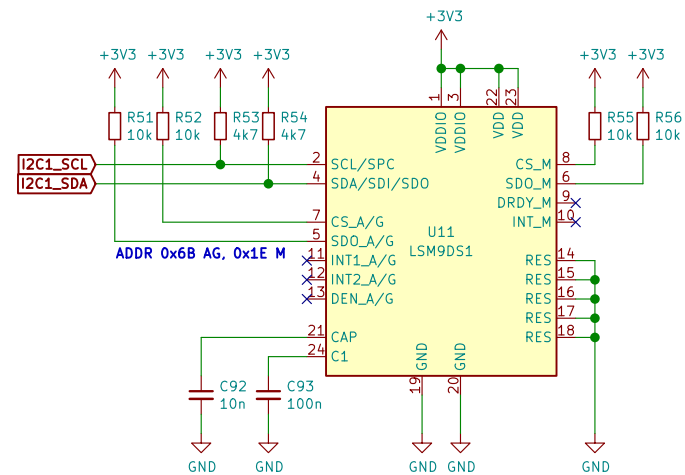 +3V3
+3V3 +3V3 +3V3 +3V3 +3V3 +3V3
1 3 22 23
VDDIO VDDIO VDD VDD
R51 10k
R52 10k
R53 4k7
R54 4k7
R55 10k
R56 10k
I2C1_SCL 2 SCL/SPC CS_M 8
I2C1_SDA 4 SDA/SDI/SDO SDO_M 6
DRDY_M 9
7 CS_A/G INT_M 10
U11
5 SDO_A/G
LSM9DS1
ADDR 0x6B AG, 0x1E M
11 INT1_A/G RES 14
12 INT2_A/G RES 15
13 DEN_A/G RES 16
RES 17
21 CAP RES 18
24 C1
GND GND
19 20
C92 10n
C93 100n
GND GND GND GND GND